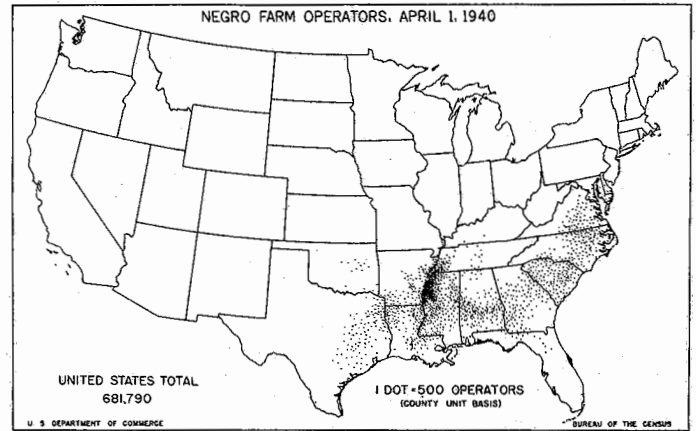 NEGRO FARM OPERATORS, APRIL 1, 1940
UNITED STATES TOTAL
681,790
1 DOT = 500 OPERATORS
(COUNTY UNIT BASIS)
U S DEPARTMENT OF COMMERCE
BUREAU OF THE CENSUS